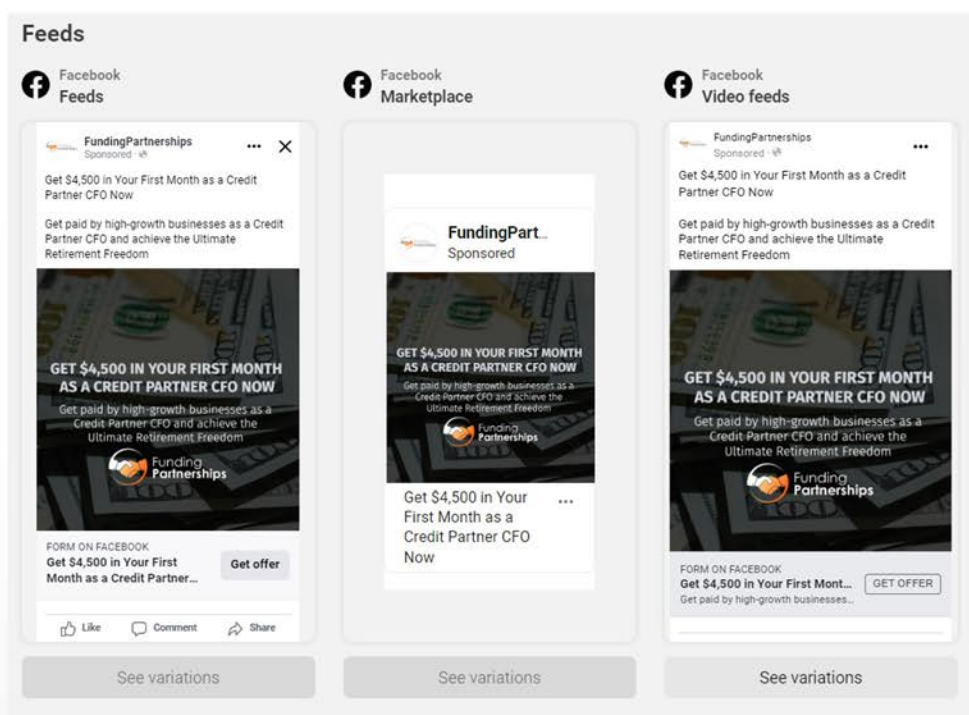 Feeds
Facebook
Feeds
FundingPartnerships
Sponsored ·
Get $4,500 in Your First Month as a Credit
Partner CFO Now
Get paid by high-growth businesses as a Credit
Partner CFO and achieve the Ultimate
Retirement Freedom
GET $4,500 IN YOUR FIRST MONTH
AS A CREDIT PARTNER CFO NOW
Get paid by high-growth businesses as a
Credit Partner CFO and achieve the
Ultimate Retirement Freedom
Funding
Partnerships
100
FORM ON FACEBOOK
Get $4,500 in Your First
Month as a Credit Partner...
Get offer
Like
Comment
Share
See variations
Facebook
Marketplace
FundingPart...
Sponsored
GET $4,500 IN YOUR FIRST MONTH
AS A CREDIT PARTNER CFO NOW
Get paid by high-growth businesses as a
Credit Partner CFO and achieve the
Ultimate Retirement Freedom
Funding
Partnerships
100
Get $4,500 in Your
First Month as a
Credit Partner CFO
Now
See variations
Facebook
Video feeds
FundingPartnerships
Sponsored ·
Get $4,500 in Your First Month as a Credit
Partner CFO Now
Get paid by high-growth businesses as a Credit
Partner CFO and achieve the Ultimate
Retirement Freedom
GET $4,500 IN YOUR FIRST MONTH
AS A CREDIT PARTNER CFO NOW
Get paid by high-growth businesses as a
Credit Partner CFO and achieve the
Ultimate Retirement Freedom
Funding
Partnerships
100
FORM ON FACEBOOK
Get $4,500 in Your First Mont...
Get paid by high-growth businesses...
GET OFFER
See variations